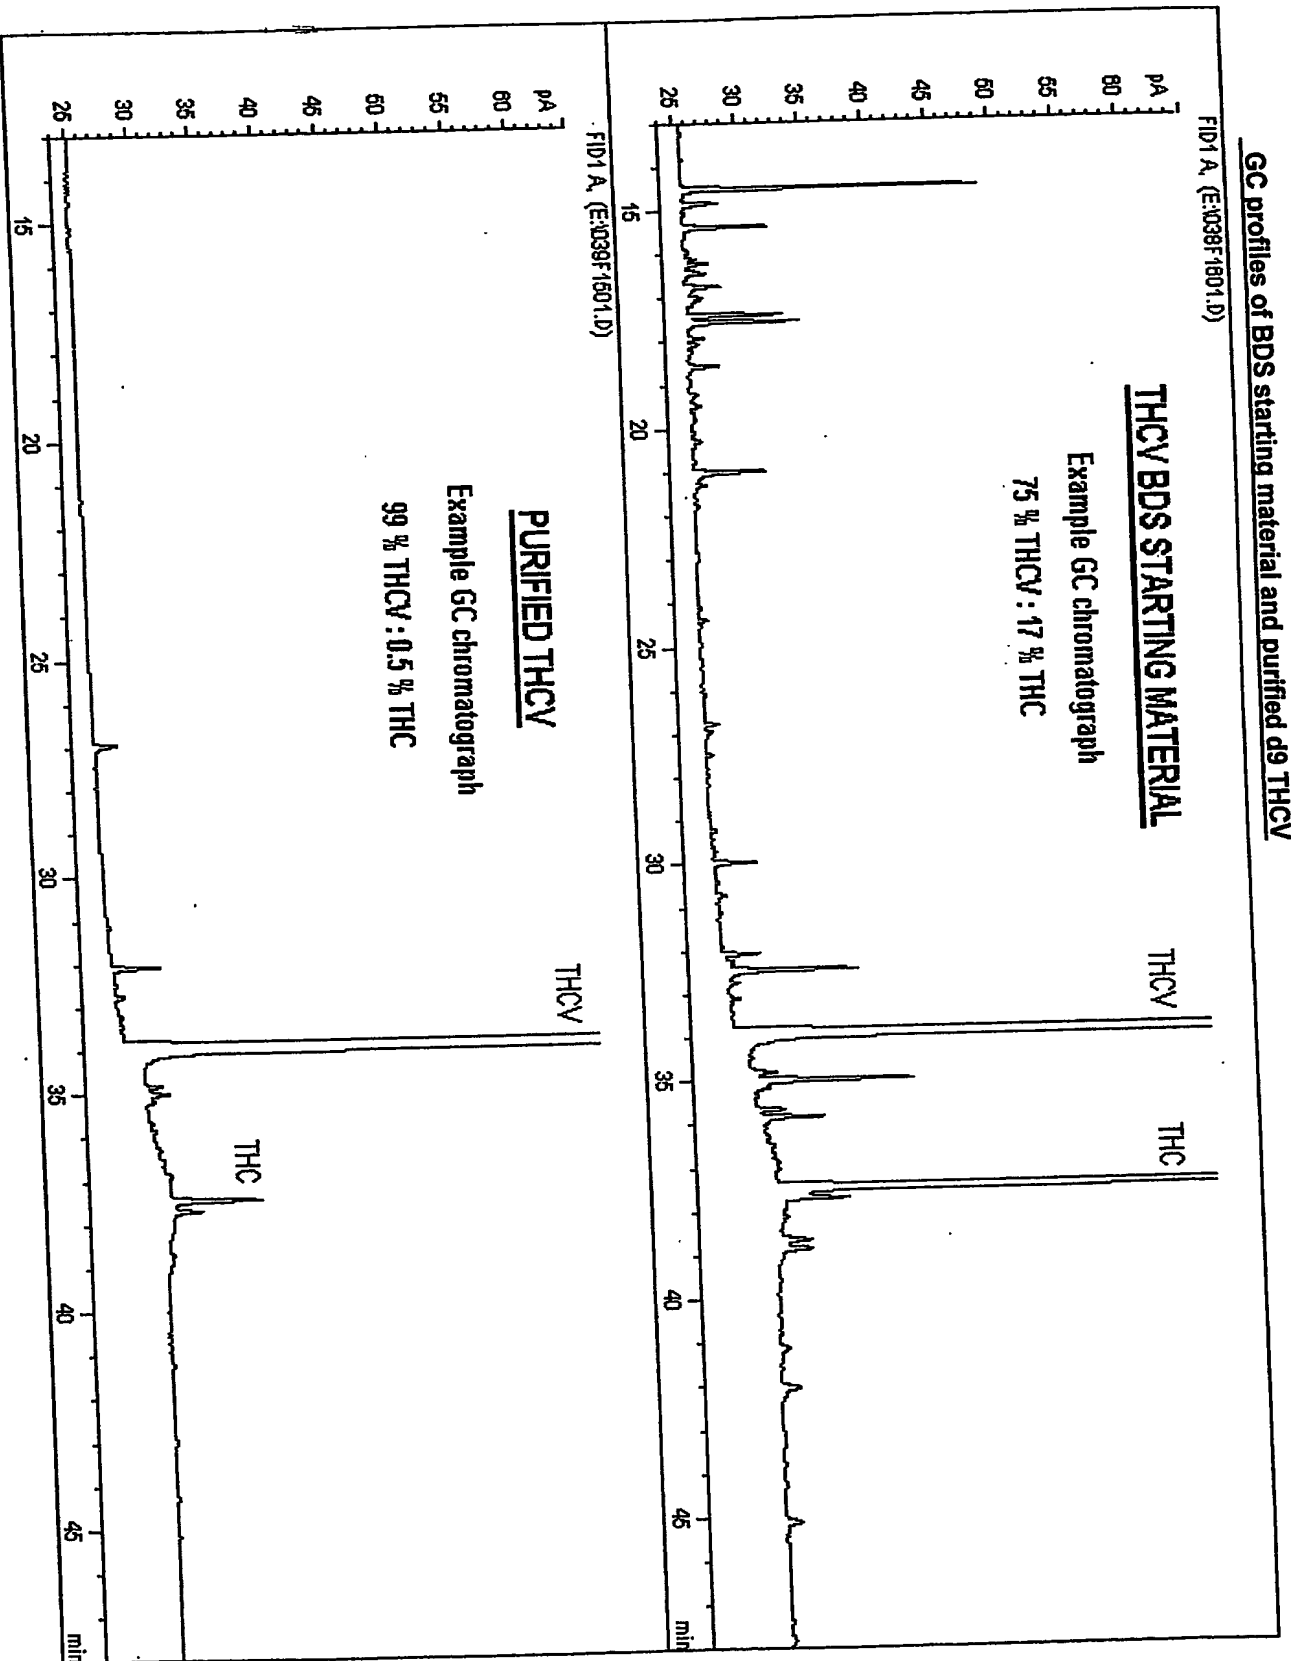 GC profiles of BDS starting material and purified d9 THCV
FID1 A, (E:\038F1601.D)
pA
60
55
50
45
40
35
30
25
THCV BDS STARTING MATERIAL
Example GC chromatograph
75 % THCV : 17 % THC
THCV
THC
15
20
25
30
35
40
45
min
FID1 A, (E:\039F1501.D)
pA
60
55
50
45
40
35
30
25
PURIFIED THCV
Example GC chromatograph
99 % THCV : 0.5 % THC
THCV
THC
15
20
25
30
35
40
45
min